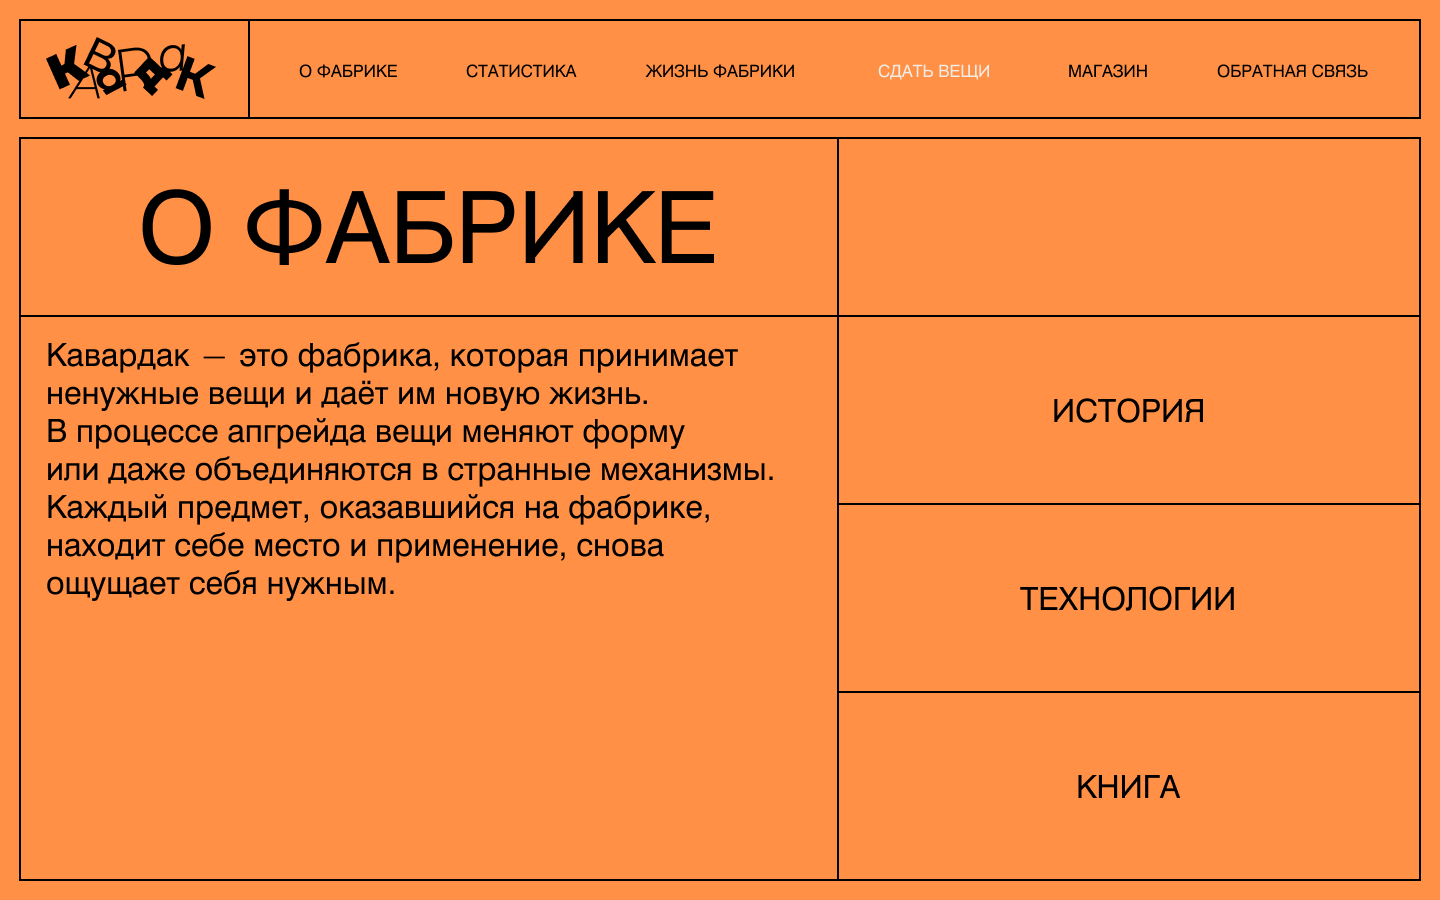 КАВАРДАК
О ФАБРИКЕ
СТАТИСТИКА
ЖИЗНЬ ФАБРИКИ
СДАТЬ ВЕЩИ
МАГАЗИН
ОБРАТНАЯ СВЯЗЬ
О ФАБРИКЕ
Кавардак — это фабрика, которая принимает
ненужные вещи и даёт им новую жизнь.
В процессе апгрейда вещи меняют форму
или даже объединяются в странные механизмы.
Каждый предмет, оказавшийся на фабрике,
находит себе место и применение, снова
ощущает себя нужным.
ИСТОРИЯ
ТЕХНОЛОГИИ
КНИГА